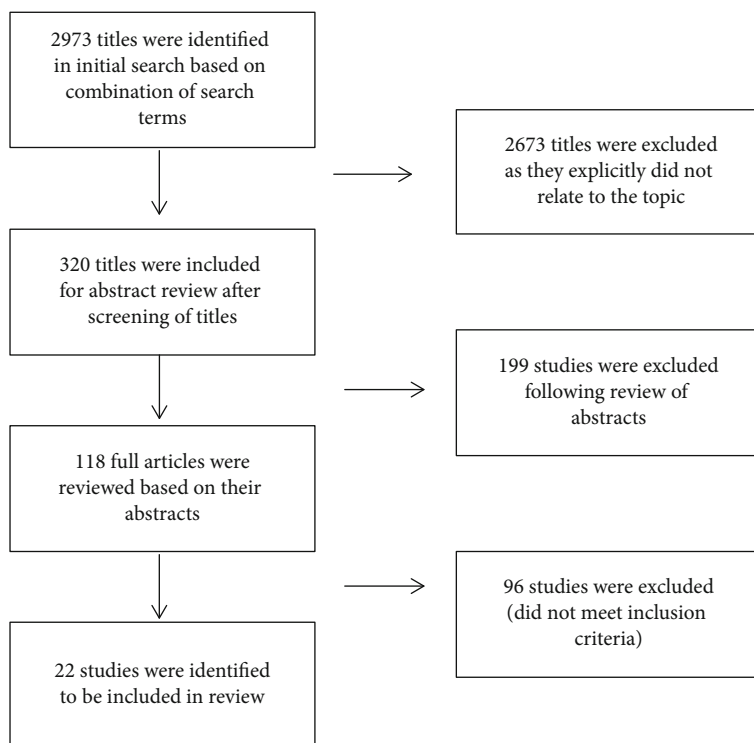 2973 titles were identified
in initial search based on
combination of search
terms
2673 titles were excluded
as they explicitly did not
relate to the topic
320 titles were included
for abstract review after
screening of titles
199 studies were excluded
following review of
abstracts
118 full articles were
reviewed based on their
abstracts
96 studies were excluded
(did not meet inclusion
criteria)
22 studies were identified
to be included in review